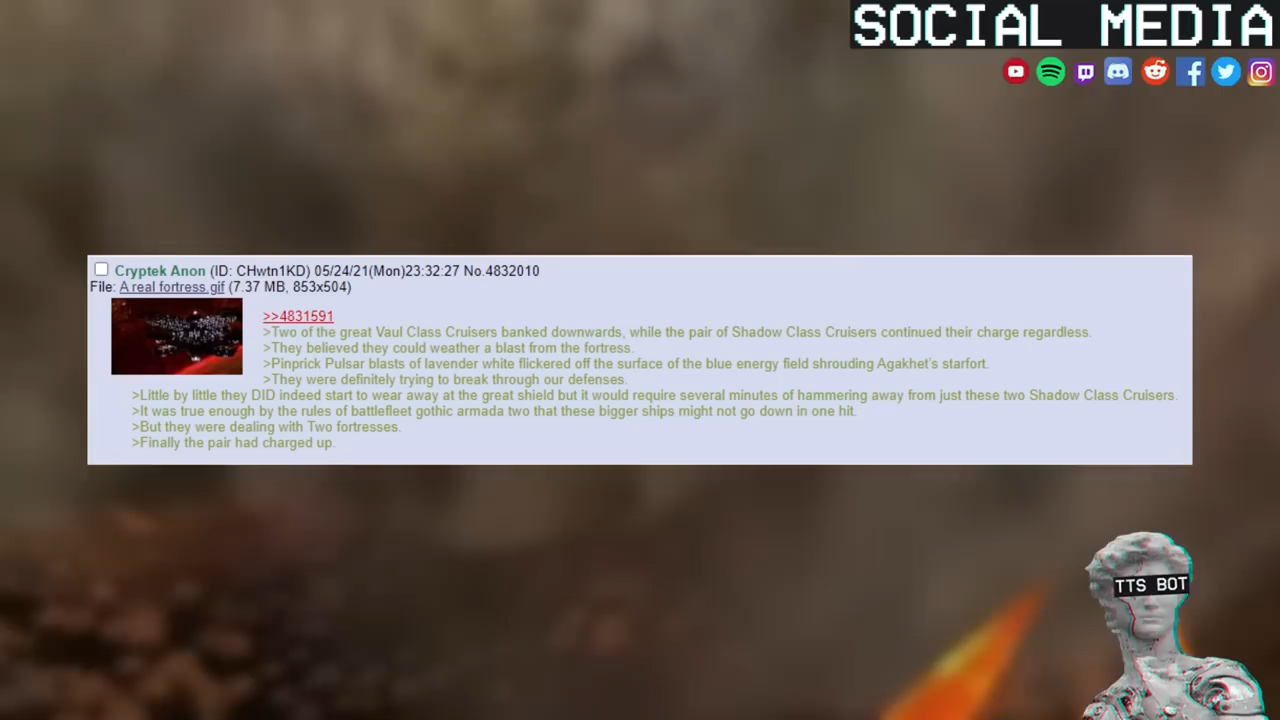 SOCIAL MEDIA
Cryptek Anon (ID: CHwtn1KD) 05/24/21(Mon)23:32:27 No.4832010
File: A real fortress.gif (7.37 MB, 853x504)
>>4831591
>Two of the great Vaul Class Cruisers banked downwards, while the pair of Shadow Class Cruisers continued their charge regardless.
>They believed they could weather a blast from the fortress.
>Pinprick Pulsar blasts of lavender white flickered off the surface of the blue energy field shrouding Agakhet's starfort.
>They were definitely trying to break through our defenses.
>Little by little they DID indeed start to wear away at the great shield but it would require several minutes of hammering away from just these two Shadow Class Cruisers.
>It was true enough by the rules of battlefleet gothic armada two that these bigger ships might not go down in one hit.
>But they were dealing with Two fortresses.
>Finally the pair had charged up.
TTS BOT